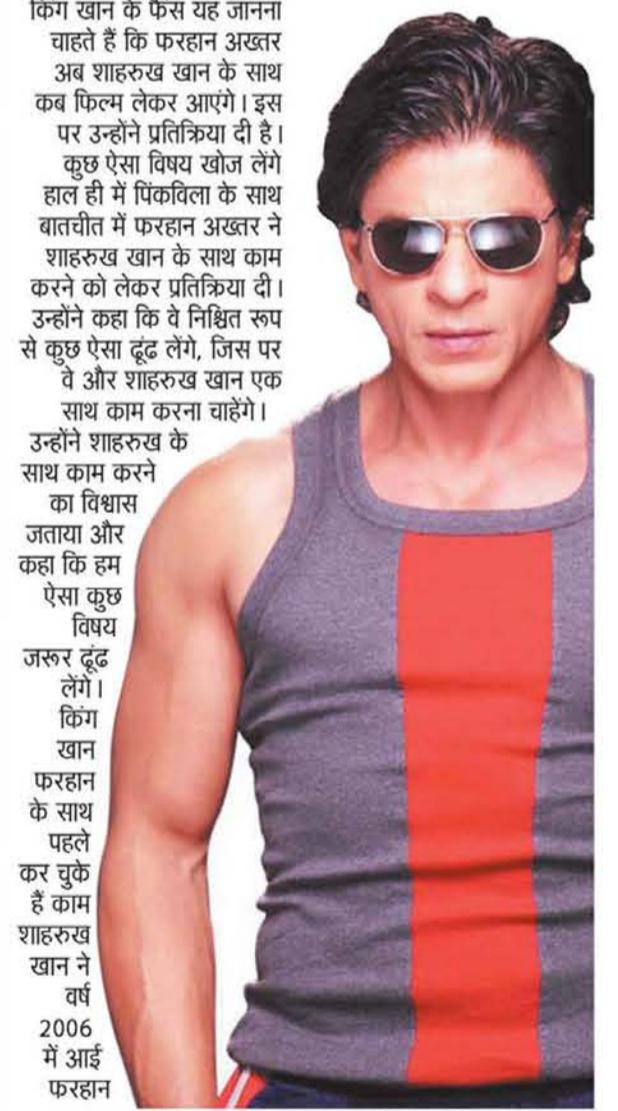 किंग खान के फैंस यह जानना
चाहते हैं कि फरहान अख्तर
अब शाहरुख खान के साथ
कब फिल्म लेकर आएंगे। इस
पर उन्होंने प्रतिक्रिया दी है।
कुछ ऐसा विषय खोज लेंगे
हाल ही में पिंकविला के साथ
बातचीत में फरहान अख्तर ने
शाहरुख खान के साथ काम
करने को लेकर प्रतिक्रिया दी।
उन्होंने कहा कि वे निश्चित रूप
से कुछ ऐसा ढूंढ लेंगे, जिस पर
वे और शाहरुख खान एक
साथ काम करना चाहेंगे।
उन्होंने शाहरुख के
साथ काम करने
का विश्वास
जताया और
कहा कि हम
ऐसा कुछ
विषय
जरूर ढूंढ
लेंगे।
किंग
खान
फरहान
के साथ
पहले
कर चुके
हैं काम
शाहरुख
खान ने
वर्ष
2006
में आई
फरहान